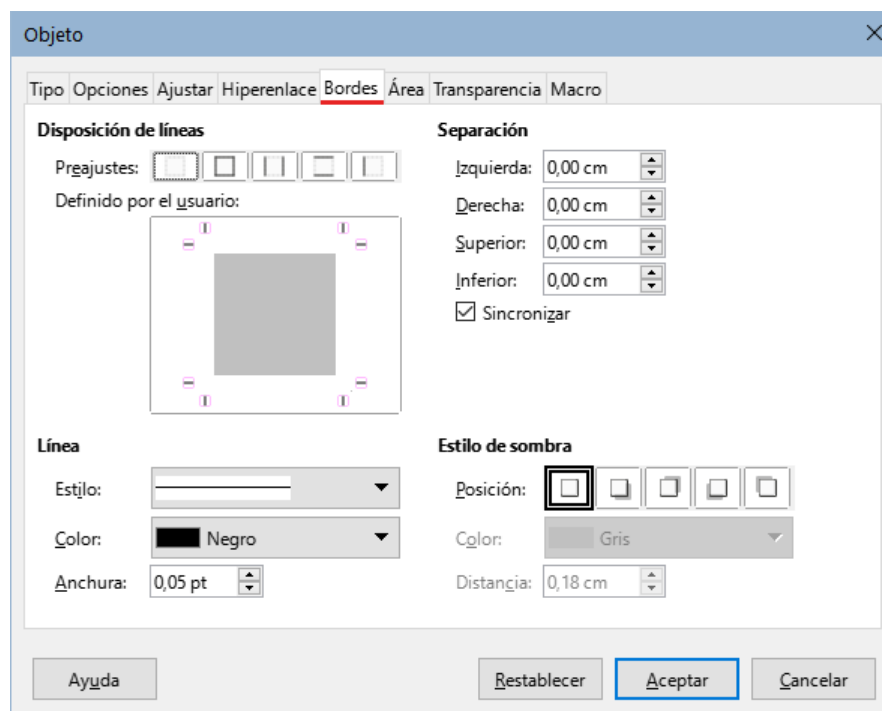 Objeto
Tipo Opciones Ajustar Hiperenlace Bordes Área Transparencia Macro
Disposición de líneas
Preajustes:
Definido por el usuario:
Separación
Izquierda: 0,00 cm
Derecha: 0,00 cm
Superior: 0,00 cm
Inferior: 0,00 cm
Sincronizar
Línea
Estilo:
Color: Negro
Anchura: 0,05 pt
Estilo de sombra
Posición:
Color: Gris
Distancia: 0,18 cm
Ayuda Restablecer Aceptar Cancelar